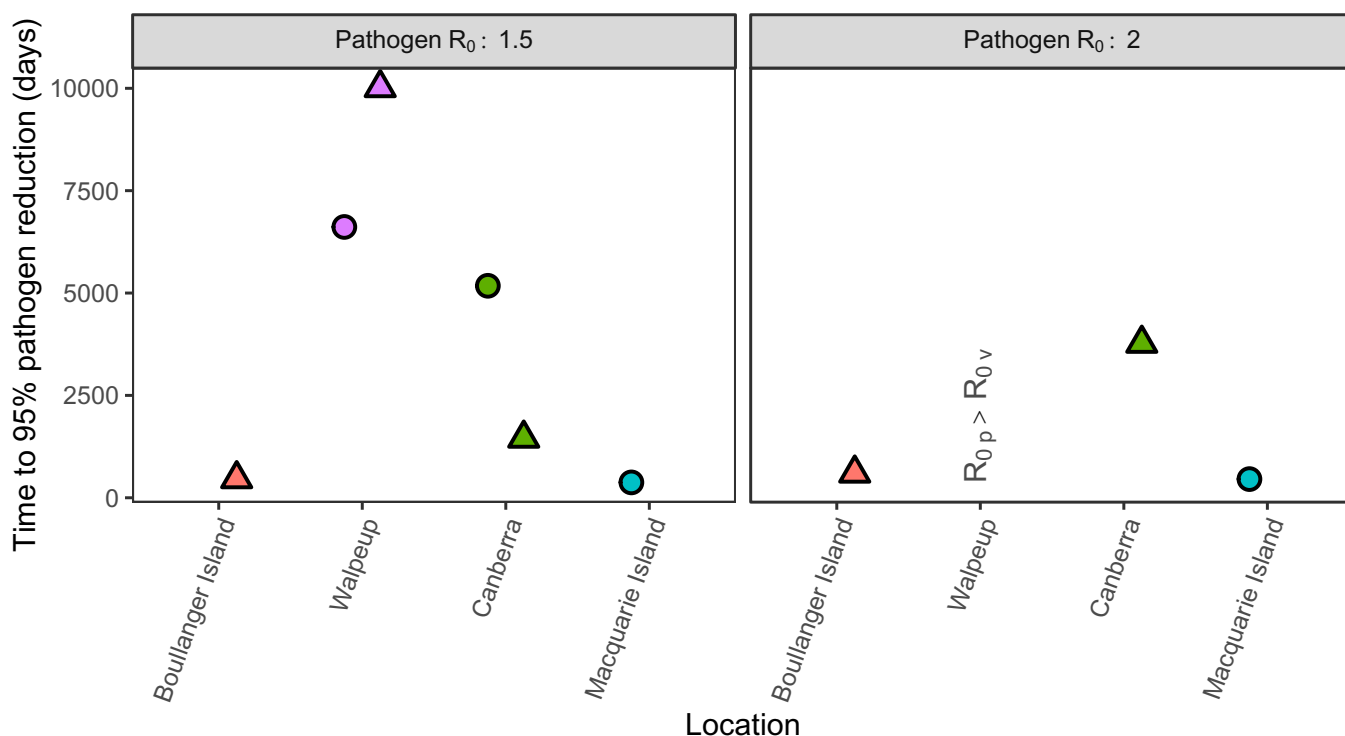 Pathogen R₀ : 1.5
Pathogen R₀ : 2
Time to 95% pathogen reduction (days)
10000
7500
5000
2500
0
R₀ p > R₀ v
Boullanger Island
Walpeup
Canberra
Macquarie Island
Boullanger Island
Walpeup
Canberra
Macquarie Island
Location